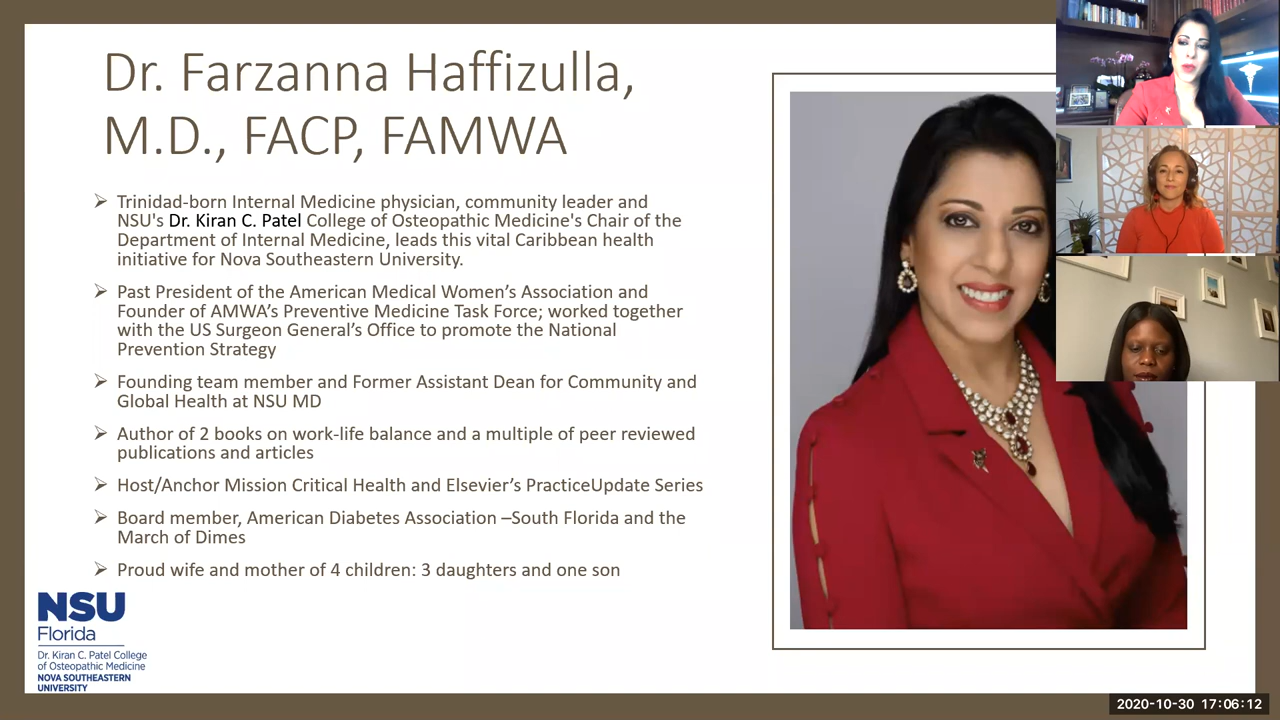 Dr. Farzanna Haffizulla,
M.D., FACP, FAMWA
➢ Trinidad-born Internal Medicine physician, community leader and
NSU's Dr. Kiran C. Patel College of Osteopathic Medicine's Chair of the
Department of Internal Medicine, leads this vital Caribbean health
initiative for Nova Southeastern University.
➢ Past President of the American Medical Women’s Association and
Founder of AMWA’s Preventive Medicine Task Force; worked together
with the US Surgeon General’s Office to promote the National
Prevention Strategy
➢ Founding team member and Former Assistant Dean for Community and
Global Health at NSU MD
➢ Author of 2 books on work-life balance and a multiple of peer reviewed
publications and articles
➢ Host/Anchor Mission Critical Health and Elsevier’s PracticeUpdate Series
➢ Board member, American Diabetes Association –South Florida and the
March of Dimes
➢ Proud wife and mother of 4 children: 3 daughters and one son
NSU
Florida
Dr. Kiran C. Patel College
of Osteopathic Medicine
NOVA SOUTHEASTERN
UNIVERSITY
2020-10-30 17:06:12